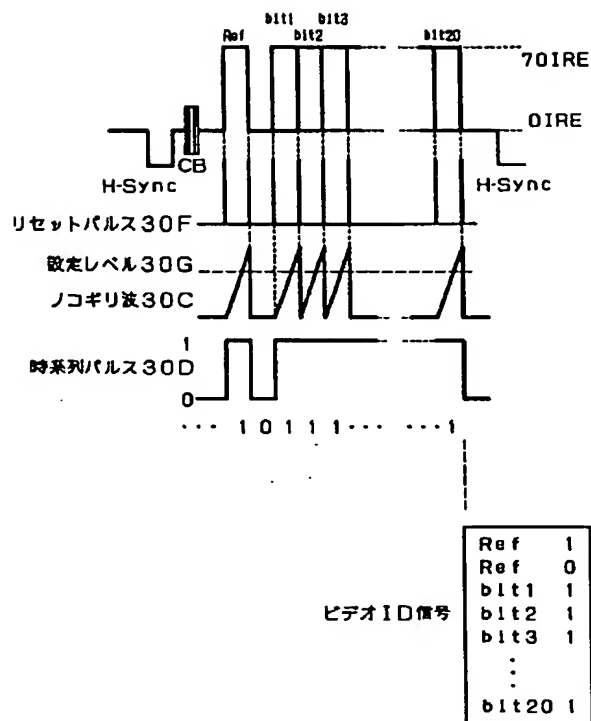 bit1 bit3
Ref bit2 bit20
70IRE
0IRE
CB
H-Sync H-Sync
リセットパルス30F
設定レベル30G
ノコギリ波30C
1
時系列パルス30D
0
・・・ 1 0 1 1 1 ・・・ ・・・ 1
Ref 1
Ref 0
bit1 1
ビデオID信号 bit2 1
bit3 1
⋮
bit20 1